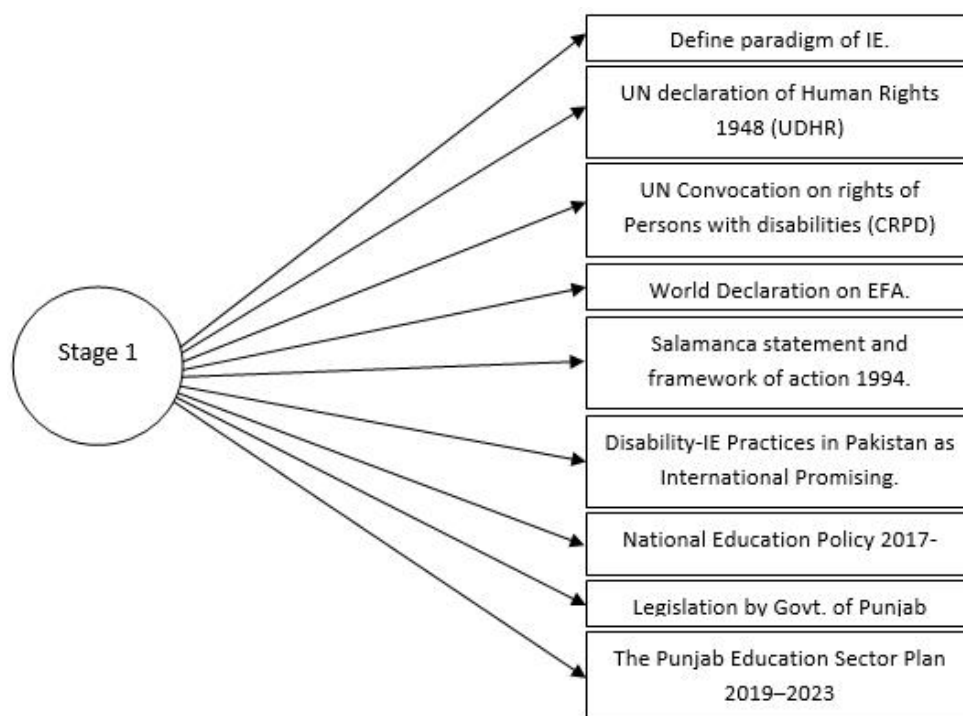 Define paradigm of IE.
UN declaration of Human Rights
1948 (UDHR)
UN Convocation on rights of
Persons with disabilities (CRPD)
World Declaration on EFA.
Stage 1
Salamanca statement and
framework of action 1994.
Disability-IE Practices in Pakistan as
International Promising.
National Education Policy 2017-
Legislation by Govt. of Punjab
The Punjab Education Sector Plan
2019–2023